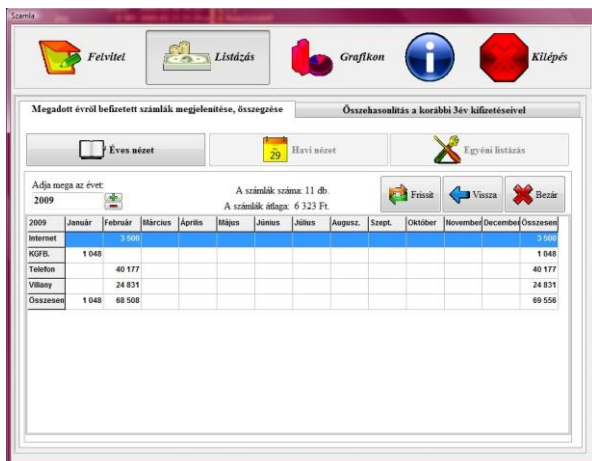 Szamla
Felvitel Listázás Grafikon Kilépés
Megadott évről befizetett számlák megjelenítése, összegzése Összehasonlítás a korábbi 3év kifizetéseivel
Éves nézet 29 Havi nézet Egyéni listázás
Adja meg az évet:
2009
A számlák száma: 11 db.
A számlák átlaga: 6 323 Ft.
Frissít Vissza Bezár
2009 Január Február Március Április Május Június Július Augusz. Szept. Október November December Összesen
Internet 3 500 3 500
KGFB. 1 048 1 048
Telefon 40 177 40 177
Villany 24 831 24 831
Összesen 1 048 68 508 69 556